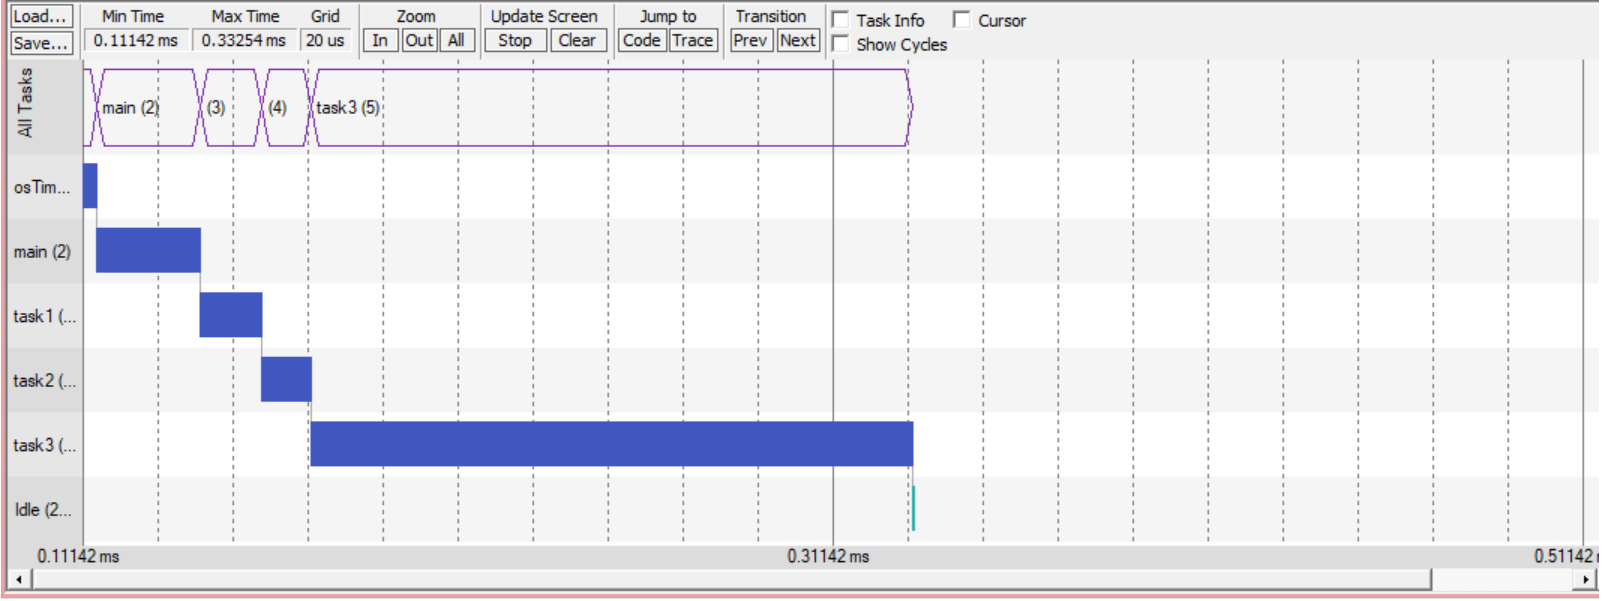 Load... Min Time Max Time Grid Zoom Update Screen Jump to Transition Task Info Cursor
Save... 0.11142 ms 0.33254 ms 20 us In Out All Stop Clear Code Trace Prev Next Show Cycles
All Tasks
main (2) (3) (4) task3 (5)
osTim...
main (2)
task1 (...
task2 (...
task3 (...
Idle (2...
0.11142 ms 0.31142 ms 0.51142